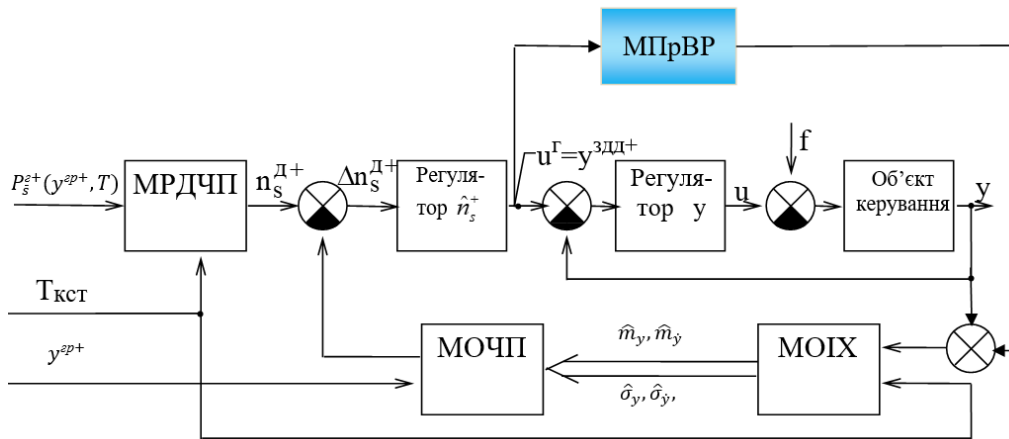 МПрВР
f
P_s̄^{г+}(y^{гр+},T)
МРДЧП
n_s^{д+}
Δn_s^{д+}
Регуля-
тор n̂_s^+
u^г=y^{здд+}
Регуля-
тор y
u
Об’єкт
керування
y
Т_кст
y^{гр+}
МОЧП
m̂_y, m̂_ẏ
σ̂_y, σ̂_ẏ,
МОІХ